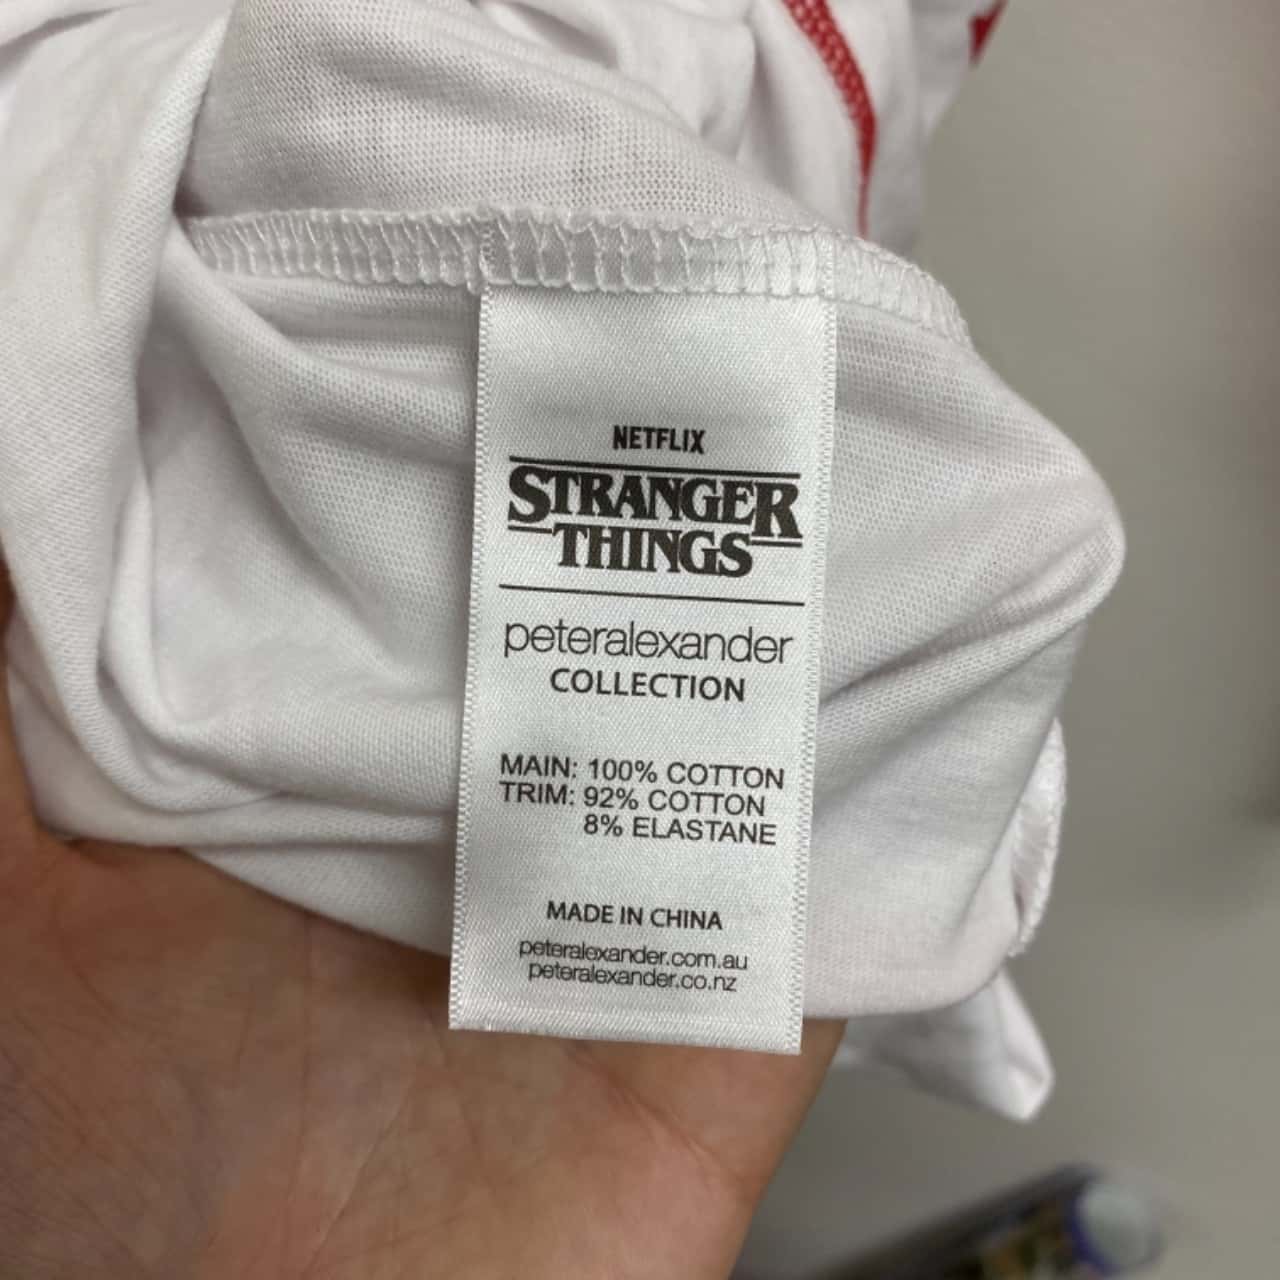 NETFLIX
STRANGER
THINGS
peteralexander
COLLECTION
MAIN: 100% COTTON
TRIM: 92% COTTON
8% ELASTANE
MADE IN CHINA
peteralexander.com.au
peteralexander.co.nz